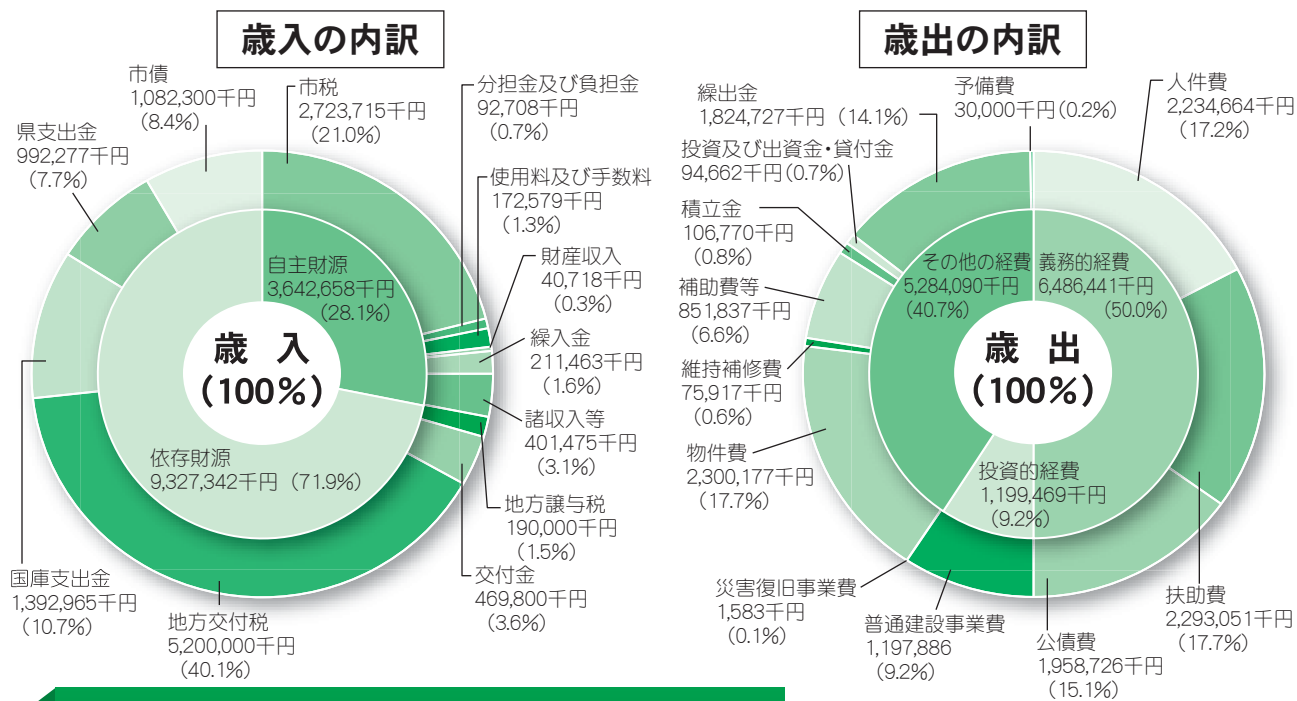 歳入の内訳
市債
1,082,300千円
(8.4%)
市税
2,723,715千円
(21.0%)
分担金及び負担金
92,708千円
(0.7%)
県支出金
992,277千円
(7.7%)
使用料及び手数料
172,579千円
(1.3%)
財産収入
40,718千円
(0.3%)
自主財源
3,642,658千円
(28.1%)
繰入金
211,463千円
(1.6%)
歳 入
(100%)
諸収入等
401,475千円
(3.1%)
依存財源
9,327,342千円 (71.9%)
地方譲与税
190,000千円
(1.5%)
交付金
469,800千円
(3.6%)
国庫支出金
1,392,965千円
(10.7%)
地方交付税
5,200,000千円
(40.1%)
歳出の内訳
予備費
30,000千円(0.2%)
人件費
2,234,664千円
(17.2%)
繰出金
1,824,727千円 (14.1%)
投資及び出資金・貸付金
94,662千円(0.7%)
積立金
106,770千円
(0.8%)
その他の経費
5,284,090千円
(40.7%)
義務的経費
6,486,441千円
(50.0%)
補助費等
851,837千円
(6.6%)
歳 出
(100%)
維持補修費
75,917千円
(0.6%)
物件費
2,300,177千円
(17.7%)
投資的経費
1,199,469千円
(9.2%)
災害復旧事業費
1,583千円
(0.1%)
普通建設事業費
1,197,886
(9.2%)
公債費
1,958,726千円
(15.1%)
扶助費
2,293,051千円
(17.7%)